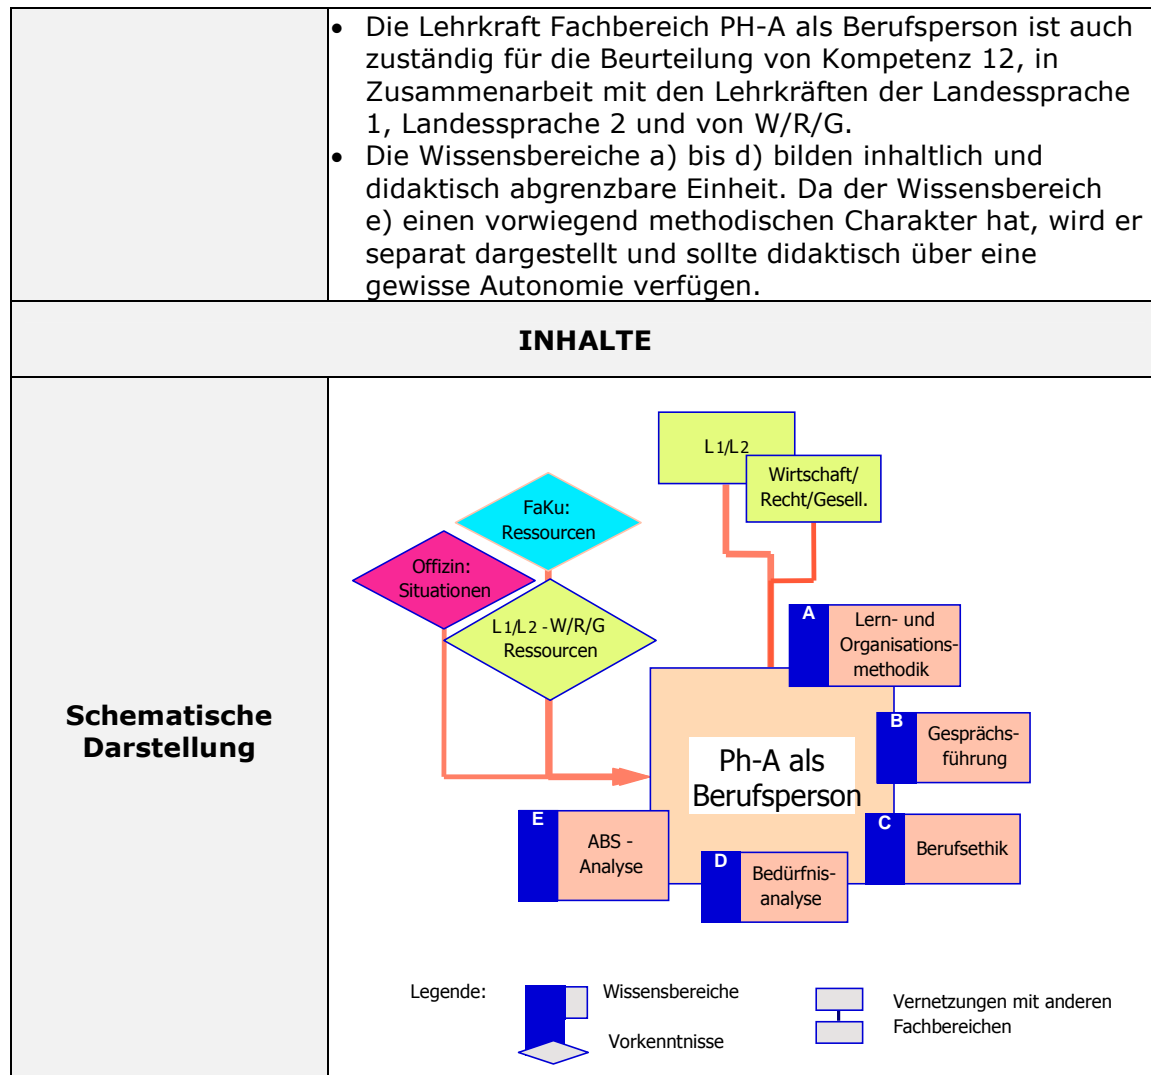 • Die Lehrkraft Fachbereich PH-A als Berufsperson ist auch
zuständig für die Beurteilung von Kompetenz 12, in
Zusammenarbeit mit den Lehrkräften der Landessprache
1, Landessprache 2 und von W/R/G.
• Die Wissensbereiche a) bis d) bilden inhaltlich und
didaktisch abgrenzbare Einheit. Da der Wissensbereich
e) einen vorwiegend methodischen Charakter hat, wird er
separat dargestellt und sollte didaktisch über eine
gewisse Autonomie verfügen.
INHALTE
Schematische
Darstellung
L1/L2
Wirtschaft/
Recht/Gesell.
FaKu:
Ressourcen
Offizin:
Situationen
L1/L2 -W/R/G
Ressourcen
A
Lern- und
Organisations-
methodik
B
Gesprächs-
führung
Ph-A als
Berufsperson
C
Berufsethik
E
ABS -
Analyse
D
Bedürfnis-
analyse
Legende:
Wissensbereiche
Vorkenntnisse
Vernetzungen mit anderen
Fachbereichen